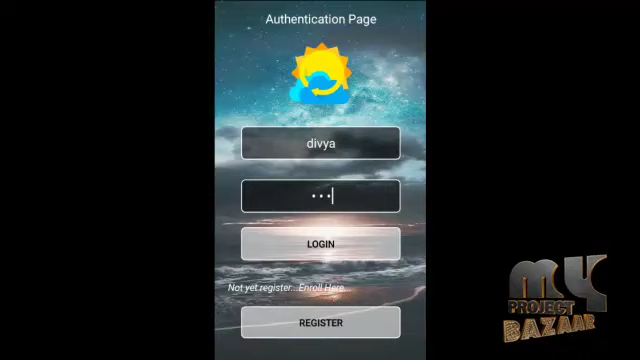 Authentication Page
divya
•••
LOGIN
Not yet register...Enroll Here...
REGISTER
MY
PROJECT
BAZAAR